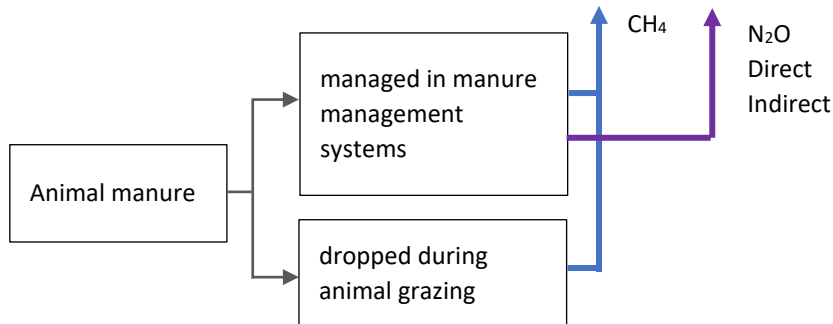 CH₄
N₂O
Direct
Indirect
managed in manure
management
systems
Animal manure
dropped during
animal grazing